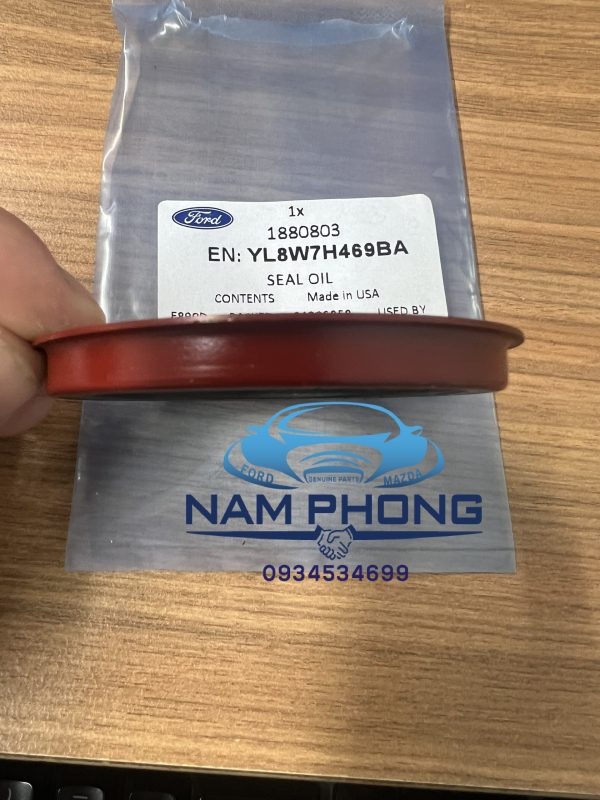 Ford
1x
1880803
EN: YL8W7H469BA
SEAL OIL
CONTENTS Made in USA
USED BY
FORD GENUINE PARTS MAZDA
NAM PHONG
0934534699